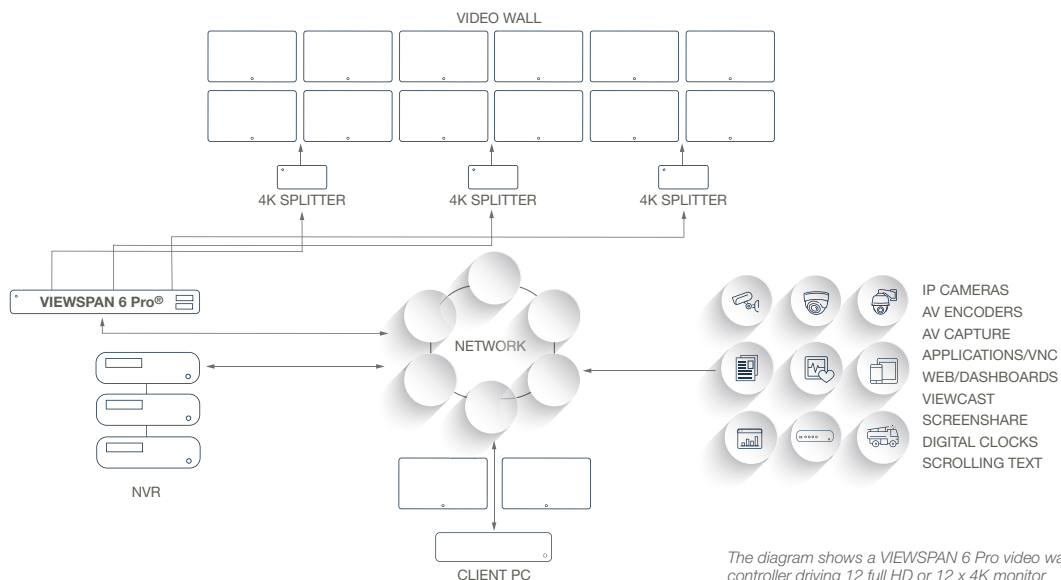 VIDEO WALL
4K SPLITTER
4K SPLITTER
4K SPLITTER
VIEWSPAN 6 Pro®
NETWORK
IP CAMERAS
AV ENCODERS
AV CAPTURE
APPLICATIONS/VNC
WEB/DASHBOARDS
VIEWCAST
SCREENSHARE
DIGITAL CLOCKS
SCROLLING TEXT
NVR
CLIENT PC
The diagram shows a VIEWSPAN 6 Pro video
controller driving 12 full HD or 12 x 4K monitor